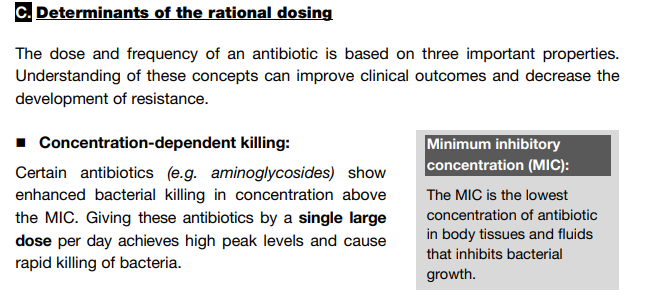 C. Determinants of the rational dosing
The dose and frequency of an antibiotic is based on three important properties.
Understanding of these concepts can improve clinical outcomes and decrease the
development of resistance.
■ Concentration-dependent killing:
Certain antibiotics (e.g. aminoglycosides) show
enhanced bacterial killing in concentration above
the MIC. Giving these antibiotics by a single large
dose per day achieves high peak levels and cause
rapid killing of bacteria.
Minimum inhibitory
concentration (MIC):
The MIC is the lowest
concentration of antibiotic
in body tissues and fluids
that inhibits bacterial
growth.